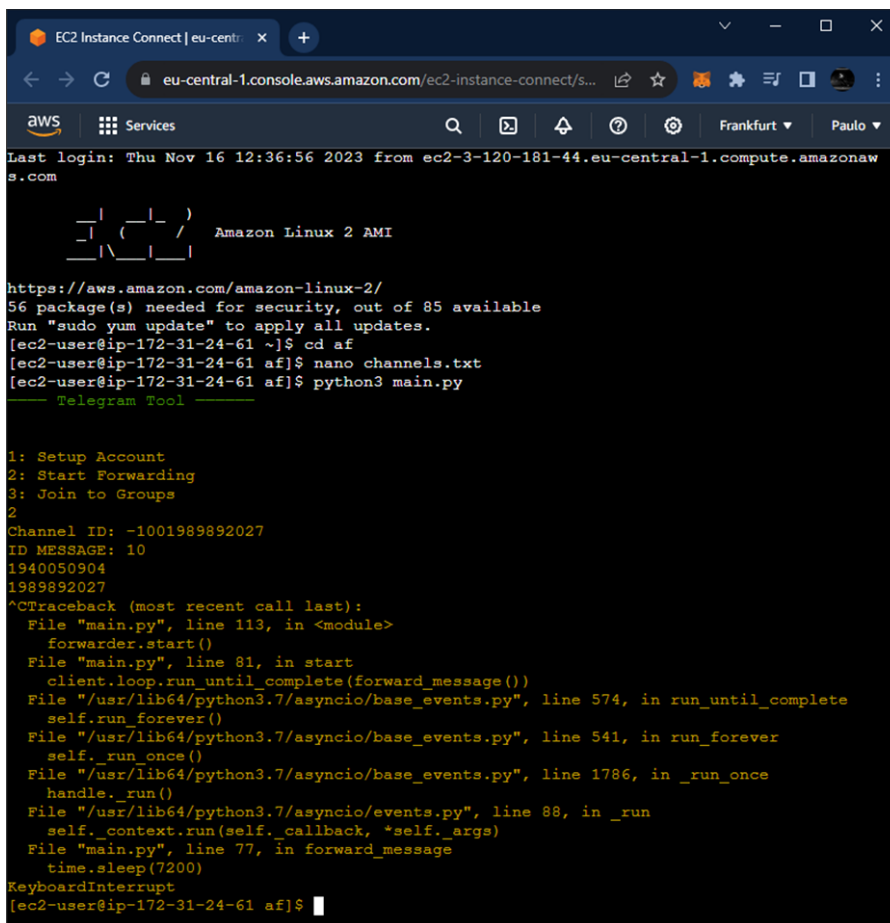 EC2 Instance Connect | eu-centr
eu-central-1.console.aws.amazon.com/ec2-instance-connect/s...
aws Services Frankfurt Paulo
Last login: Thu Nov 16 12:36:56 2023 from ec2-3-120-181-44.eu-central-1.compute.amazonaw
s.com
       __|  __|_  )
       _|  (     /   Amazon Linux 2 AMI
      ___|\___|___|
https://aws.amazon.com/amazon-linux-2/
56 package(s) needed for security, out of 85 available
Run "sudo yum update" to apply all updates.
[ec2-user@ip-172-31-24-61 ~]$ cd af
[ec2-user@ip-172-31-24-61 af]$ nano channels.txt
[ec2-user@ip-172-31-24-61 af]$ python3 main.py
──── Telegram Tool ──────
1: Setup Account
2: Start Forwarding
3: Join to Groups
2
Channel ID: -1001989892027
ID MESSAGE: 10
1940050904
1989892027
^CTraceback (most recent call last):
  File "main.py", line 113, in <module>
    forwarder.start()
  File "main.py", line 81, in start
    client.loop.run_until_complete(forward_message())
  File "/usr/lib64/python3.7/asyncio/base_events.py", line 574, in run_until_complete
    self.run_forever()
  File "/usr/lib64/python3.7/asyncio/base_events.py", line 541, in run_forever
    self._run_once()
  File "/usr/lib64/python3.7/asyncio/base_events.py", line 1786, in _run_once
    handle._run()
  File "/usr/lib64/python3.7/asyncio/events.py", line 88, in _run
    self._context.run(self._callback, *self._args)
  File "main.py", line 77, in forward_message
    time.sleep(7200)
KeyboardInterrupt
[ec2-user@ip-172-31-24-61 af]$